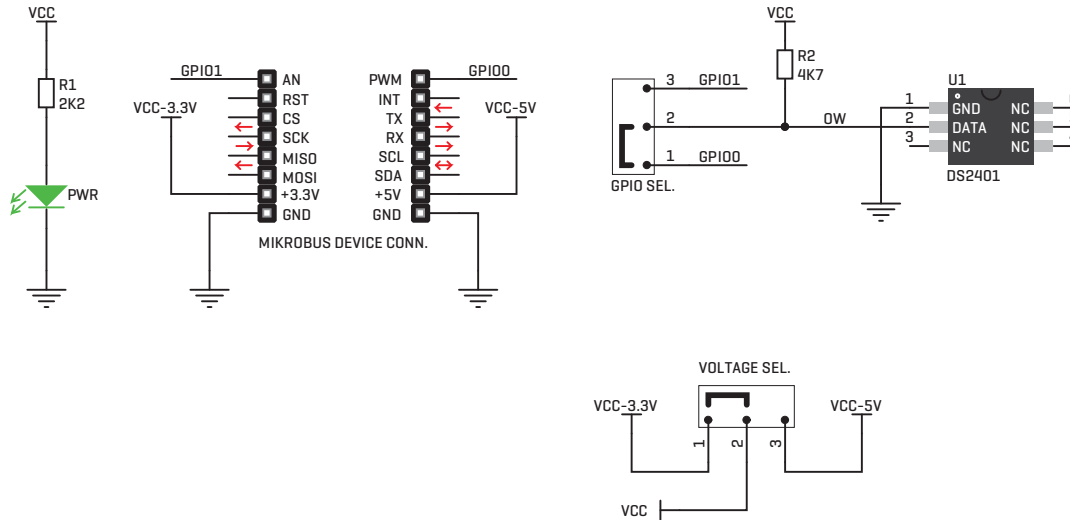 VCC
R1
2K2
PWR
GPIO1
VCC-3.3V
AN
RST
CS
SCK
MISO
MOSI
+3.3V
GND
PWM
INT
TX
RX
SCL
SDA
+5V
GND
GPIO0
VCC-5V
MIKROBUS DEVICE CONN.
VCC
R2
4K7
3 GPIO1
2
1 GPIO0
GPIO SEL.
OW
U1
1 GND NC
2 DATA NC
3 NC NC
DS2401
VOLTAGE SEL.
VCC-3.3V
VCC-5V
1
2
3
VCC